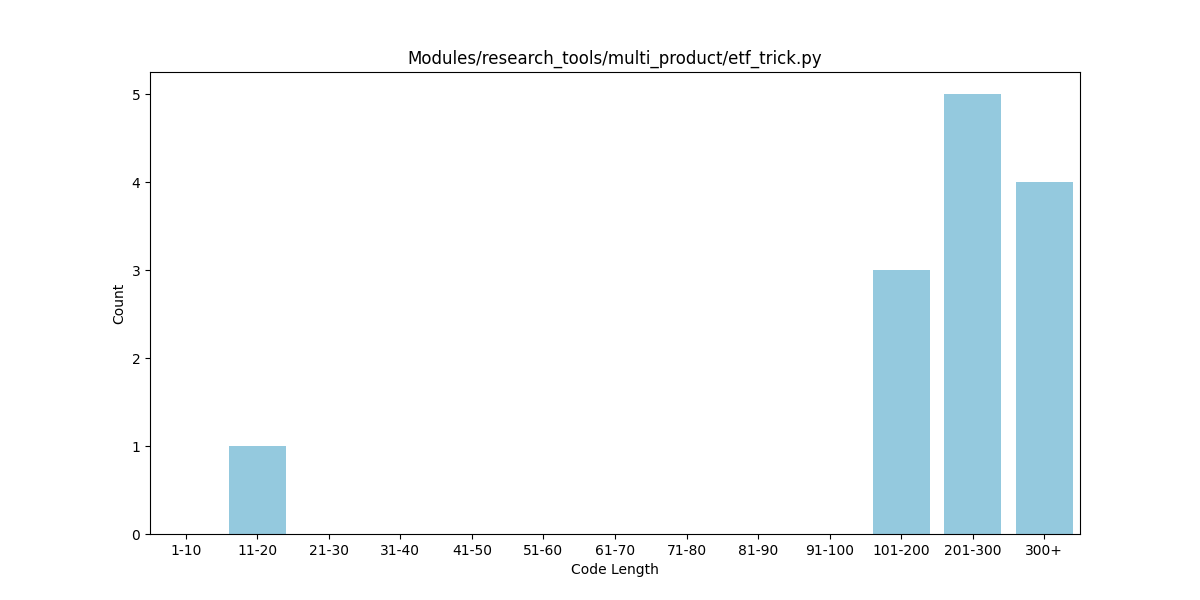 Modules/research_tools/multi_product/etf_trick.py
5
4
3
2
1
0
Count
1-10 11-20 21-30 31-40 41-50 51-60 61-70 71-80 81-90 91-100 101-200 201-300 300+
Code Length